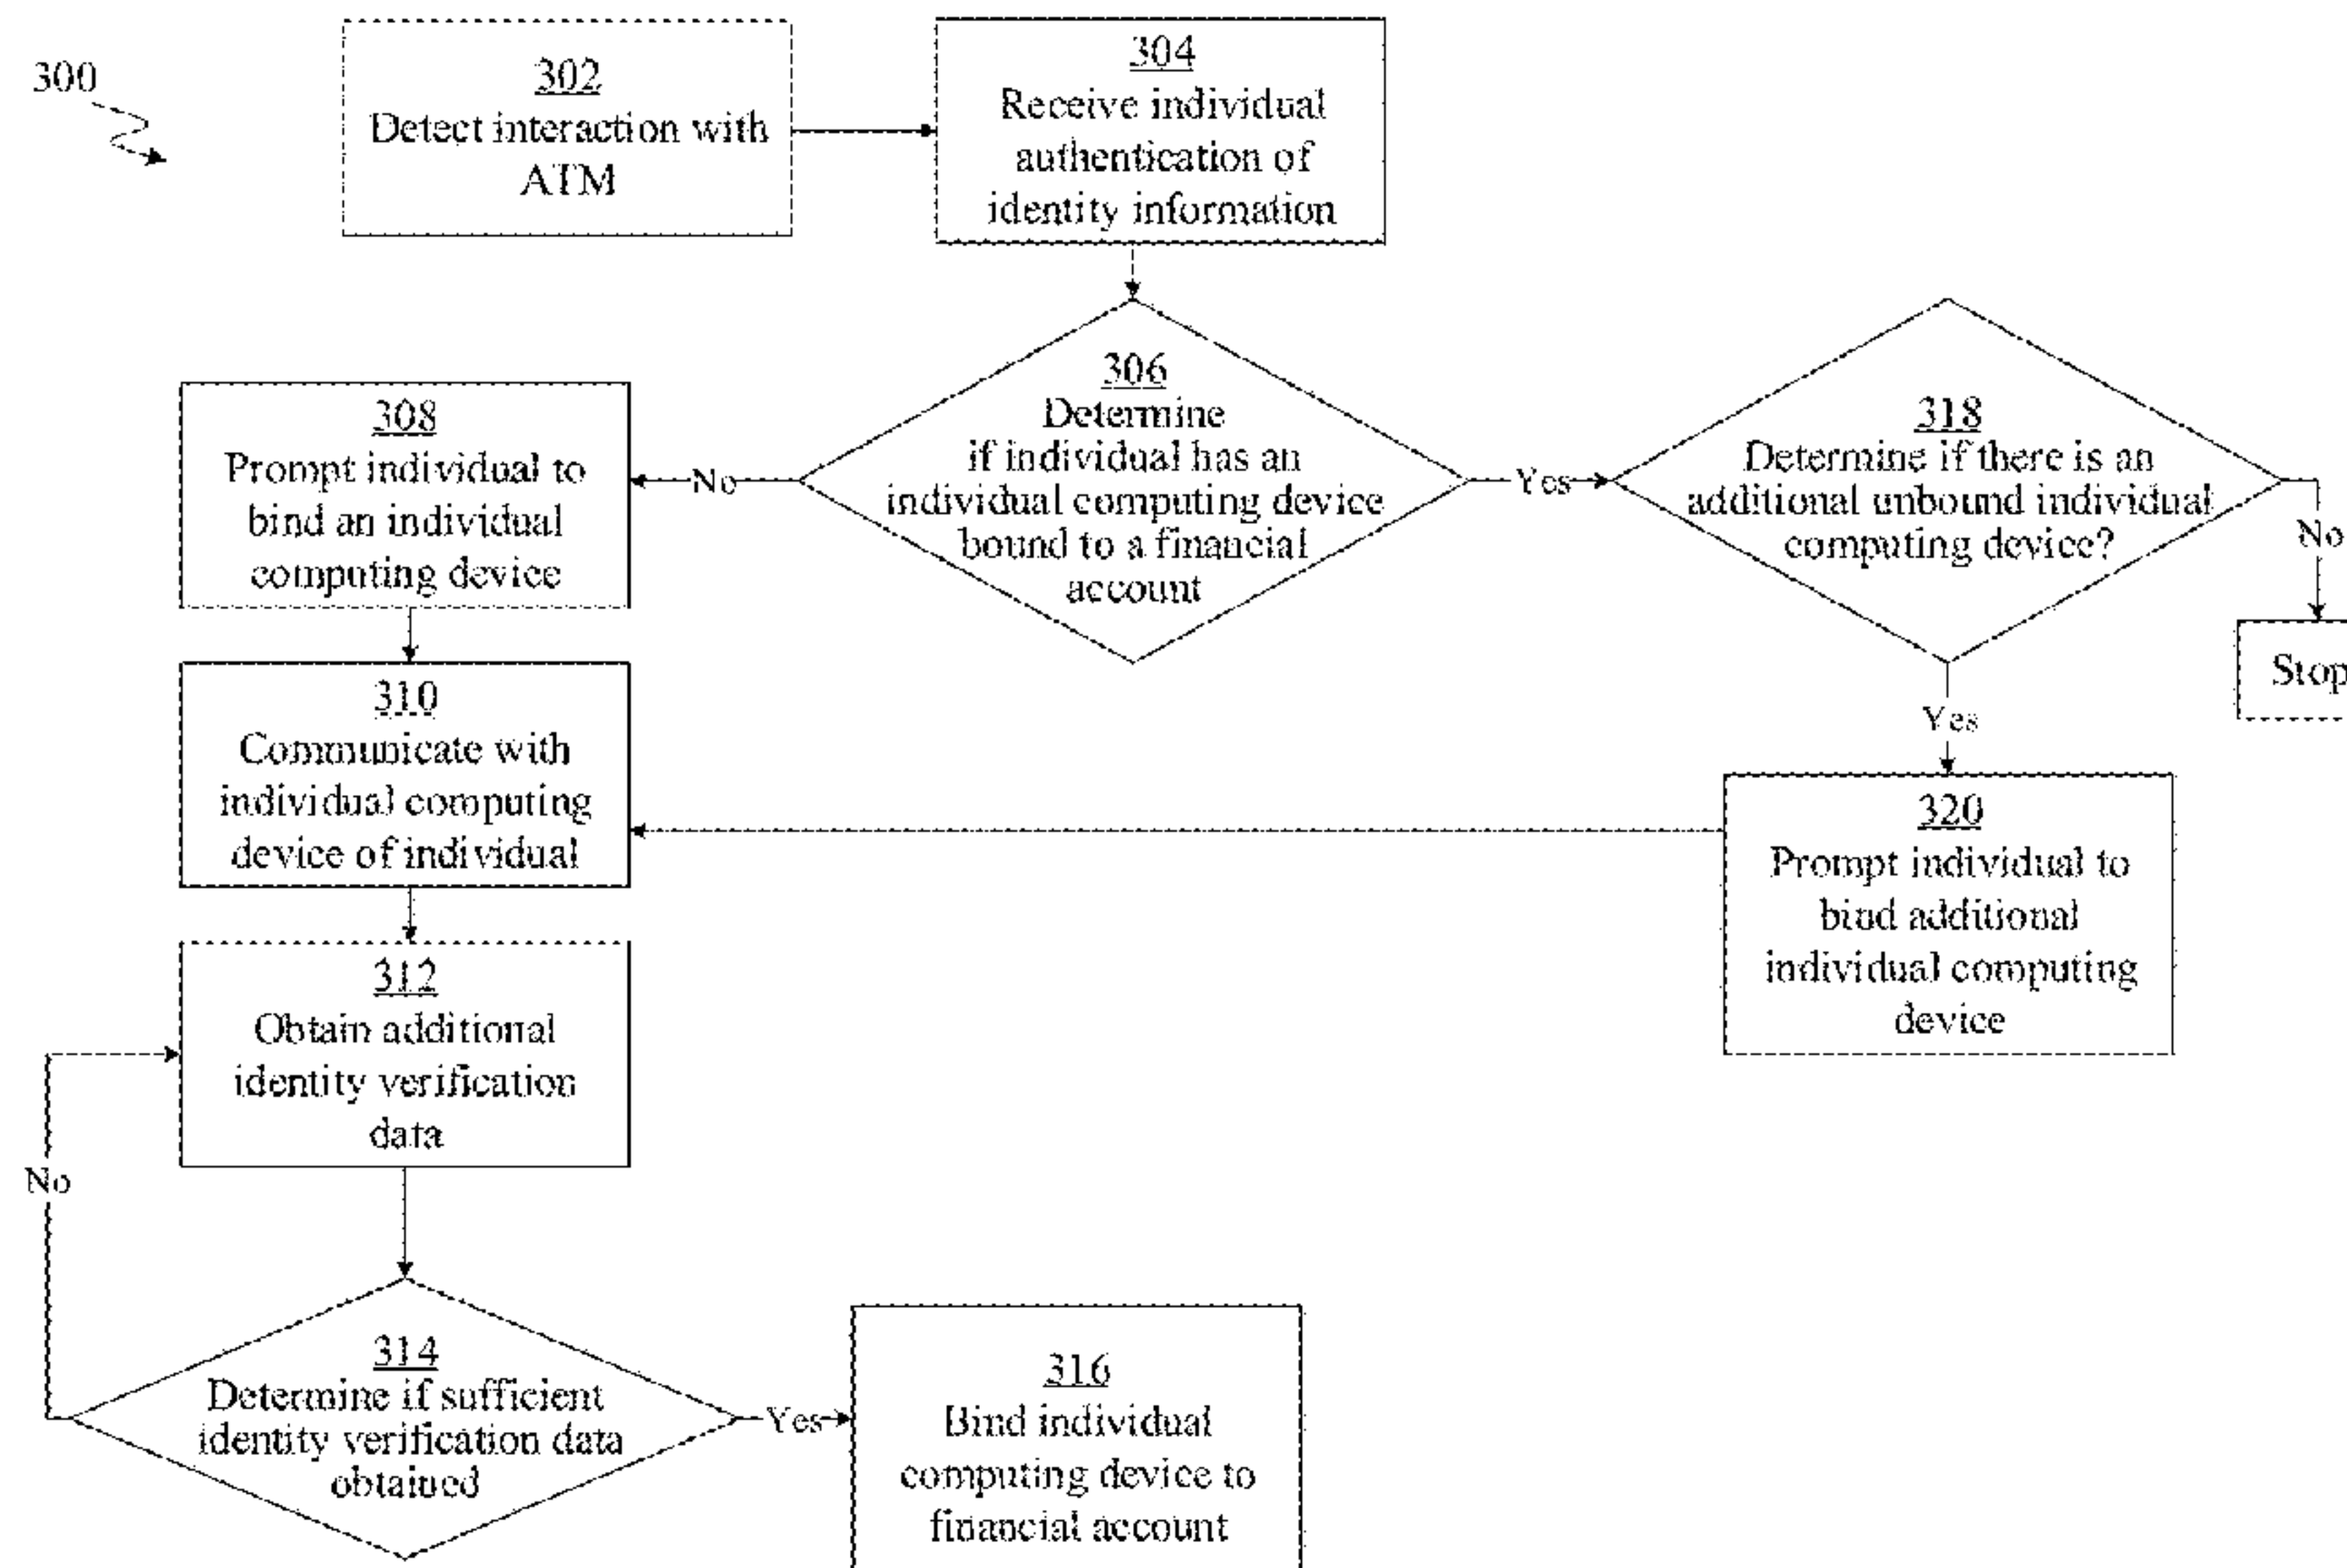 300
302
Detect interaction with
ATM
304
Receive individual
authentication of
identity information
306
Determine
if individual has an
individual computing device
bound to a financial
account
No
Yes
308
Prompt individual to
bind an individual
computing device
318
Determine if there is an
additional unbound individual
computing device?
No
Stop
Yes
310
Communicate with
individual computing
device of individual
320
Prompt individual to
bind additional
individual computing
device
312
Obtain additional
identity verification
data
No
314
Determine if sufficient
identity verification data
obtained
Yes
316
Bind individual
computing device to
financial account